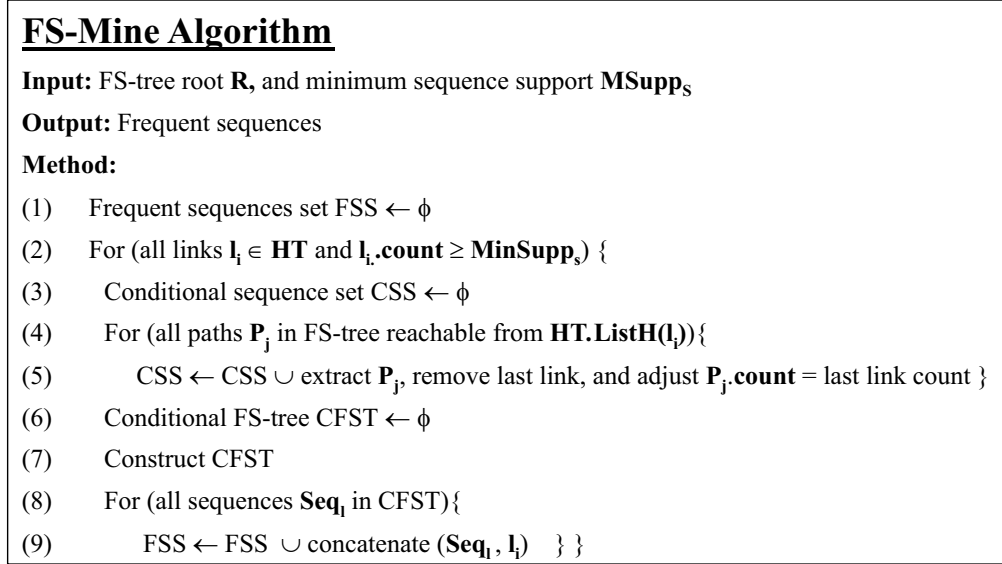 FS-Mine Algorithm
Input: FS-tree root R, and minimum sequence support MSupp_S
Output: Frequent sequences
Method:
(1) Frequent sequences set FSS ← ϕ
(2) For (all links l_i ∈ HT and l_i.count ≥ MinSupp_s) {
(3) Conditional sequence set CSS ← ϕ
(4) For (all paths P_j in FS-tree reachable from HT.ListH(l_i)){
(5) CSS ← CSS ∪ extract P_j, remove last link, and adjust P_j.count = last link count }
(6) Conditional FS-tree CFST ← ϕ
(7) Construct CFST
(8) For (all sequences Seq_l in CFST){
(9) FSS ← FSS ∪ concatenate (Seq_l, l_i) } }